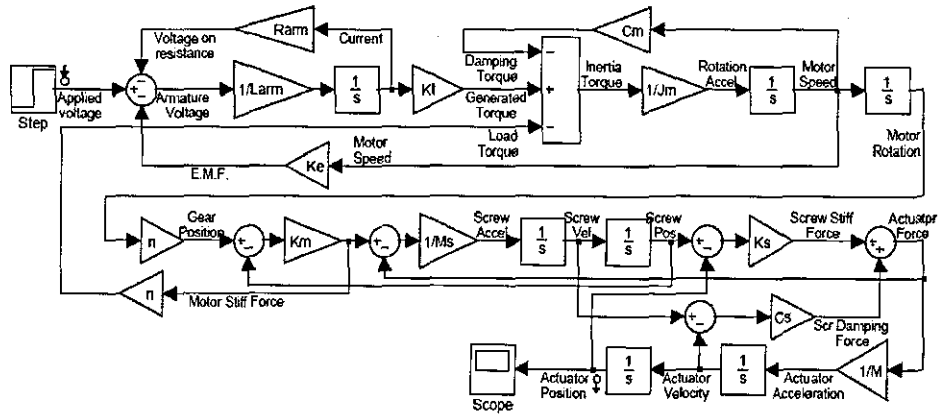 Rarm
Voltage on
resistance
Current
Cm
Damping
Torque
Inertia
Torque
Rotation
Accel
Motor
Speed
Step
Applied
voltage
+
-
-
Armature
Voltage
1/Larm
1
s
Kt
Generated
Torque
-
+
-
1/Jm
1
s
1
s
Load
Torque
Motor
Rotation
E.M.F.
Motor
Speed
Ke
n
Gear
Position
+
-
Km
+
-
1/Ms
Screw
Accel
1
s
Screw
Vel
1
s
Screw
Pos
+
-
Ks
Screw Stiff
Force
+
+
Actuator
Force
n
Motor Stiff Force
+
-
Cs
Scr Damping
Force
Scope
Actuator
Position
1
s
Actuator
Velocity
1
s
Actuator
Acceleration
1/M